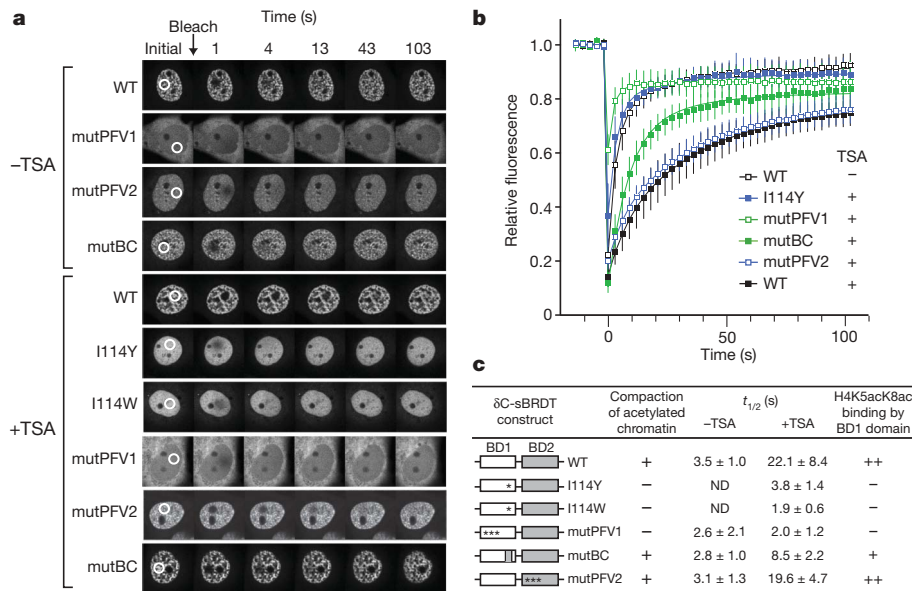 a
Time (s)
Bleach
Initial 1 4 13 43 103
–TSA
WT
mutPFV1
mutPFV2
mutBC
+TSA
WT
I114Y
I114W
mutPFV1
mutPFV2
mutBC
b
Relative fluorescence
1.0
0.8
0.6
0.4
0.2
0
0 50 100
Time (s)
TSA
WT –
I114Y +
mutPFV1 +
mutBC +
mutPFV2 +
WT +
c
δC-sBRDT construct
Compaction of acetylated chromatin
t1/2 (s)
–TSA +TSA
H4K5acK8ac binding by BD1 domain
BD1 BD2
WT + 3.5 ± 1.0 22.1 ± 8.4 ++
* I114Y – ND 3.8 ± 1.4 –
* I114W – ND 1.9 ± 0.6 –
*** mutPFV1 – 2.6 ± 2.1 2.0 ± 1.2 –
mutBC + 2.8 ± 1.0 8.5 ± 2.2 +
*** mutPFV2 + 3.1 ± 1.3 19.6 ± 4.7 ++